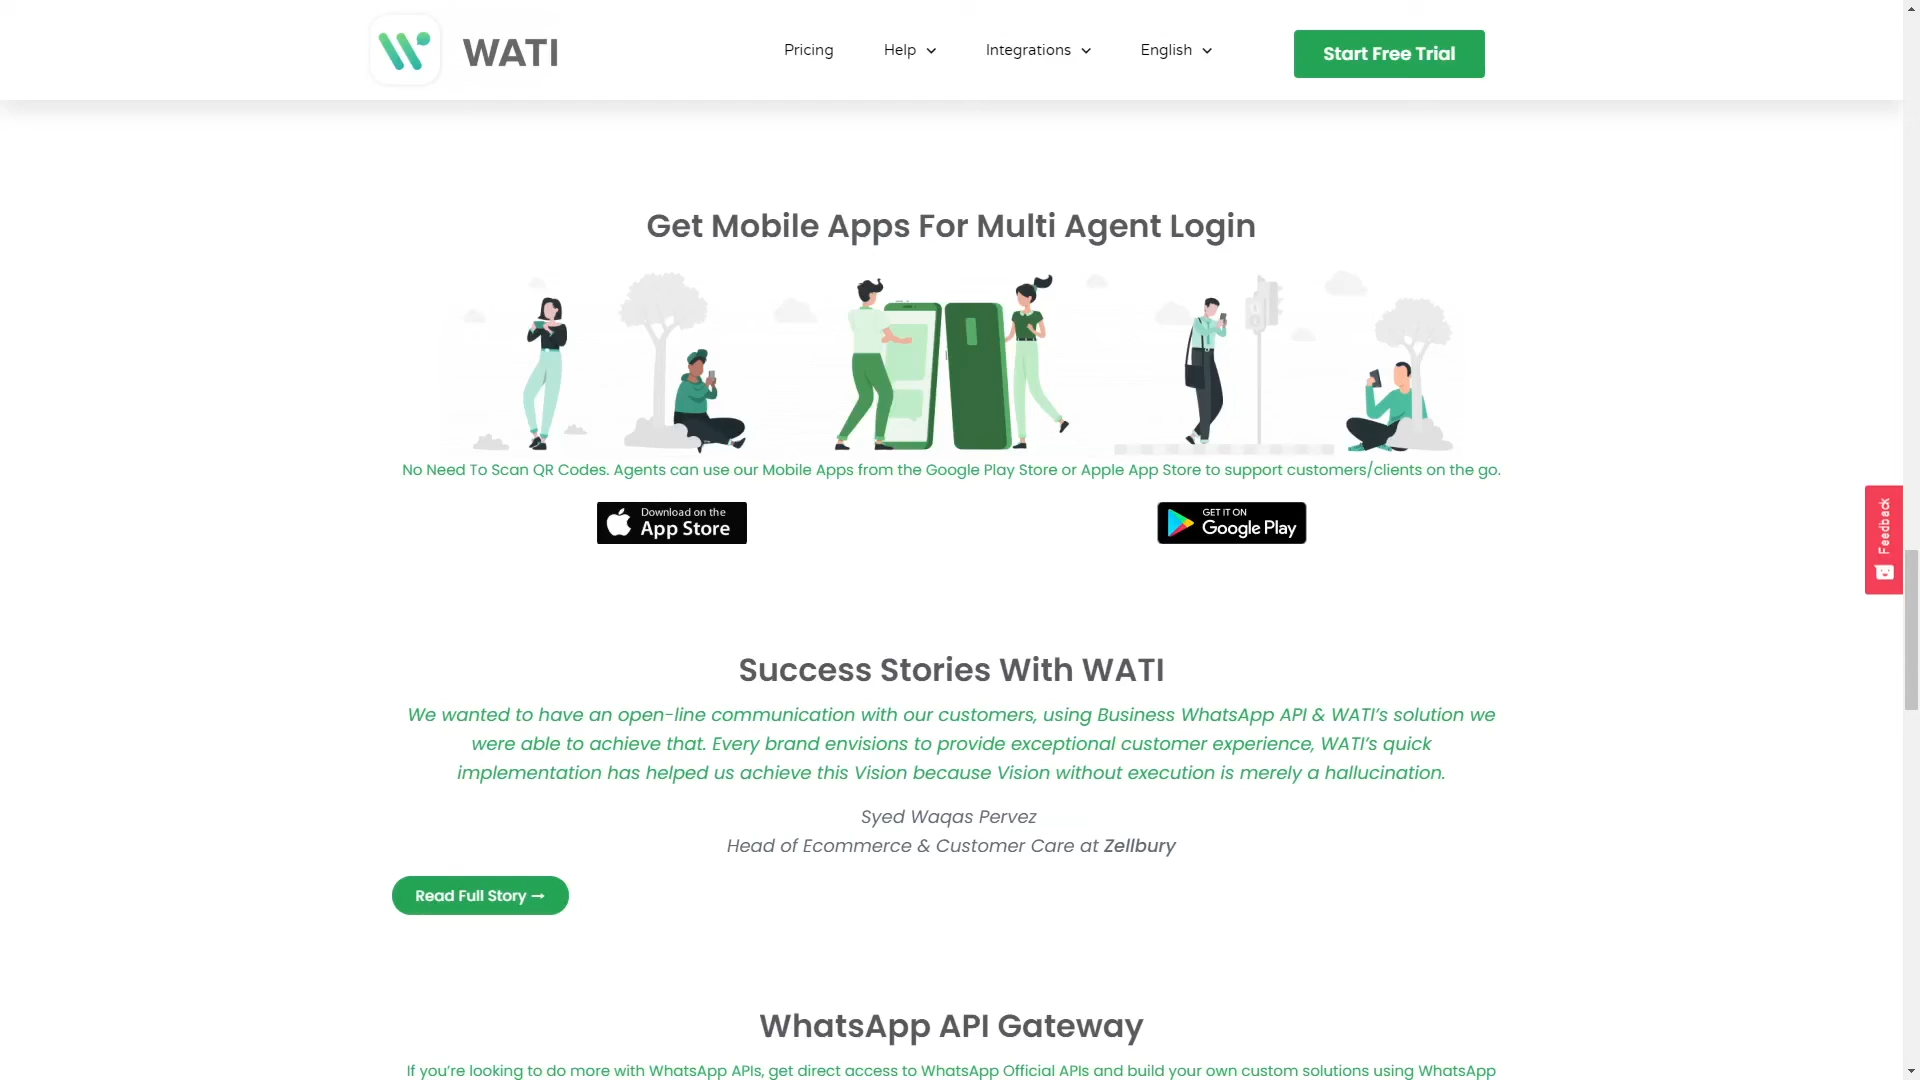 WATI
Pricing
Help
Integrations
English
Start Free Trial
Get Mobile Apps For Multi Agent Login
No Need To Scan QR Codes. Agents can use our Mobile Apps from the Google Play Store or Apple App Store to support customers/clients on the go.
Download on the
App Store
GET IT ON
Google Play
Feedback
Success Stories With WATI
We wanted to have an open-line communication with our customers, using Business WhatsApp API & WATI’s solution we
were able to achieve that. Every brand envisions to provide exceptional customer experience, WATI’s quick
implementation has helped us achieve this Vision because Vision without execution is merely a hallucination.
Syed Waqas Pervez
Head of Ecommerce & Customer Care at Zellbury
Read Full Story →
WhatsApp API Gateway
If you’re looking to do more with WhatsApp APIs, get direct access to WhatsApp Official APIs and build your own custom solutions using WhatsApp